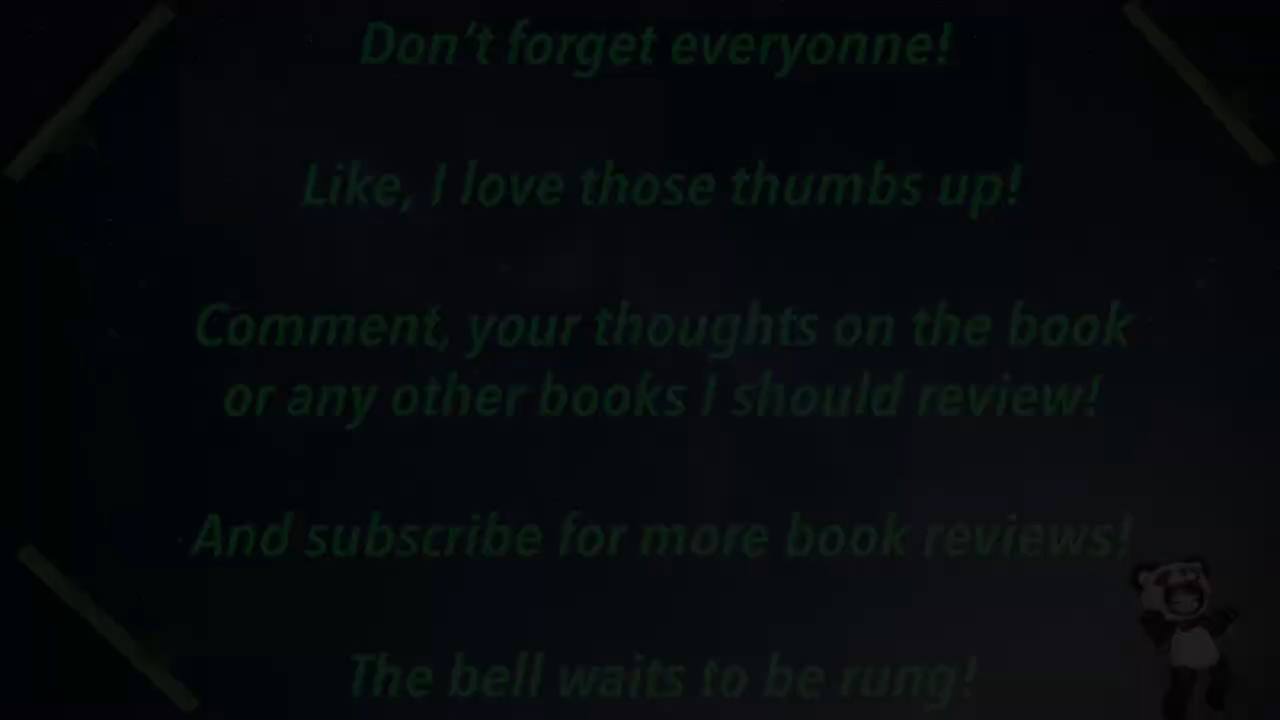 Don't forget everyonne!
Like, I love those thumbs up!
Comment, your thoughts on the book
or any other books I should review!
And subscribe for more book reviews!
The bell waits to be rung!